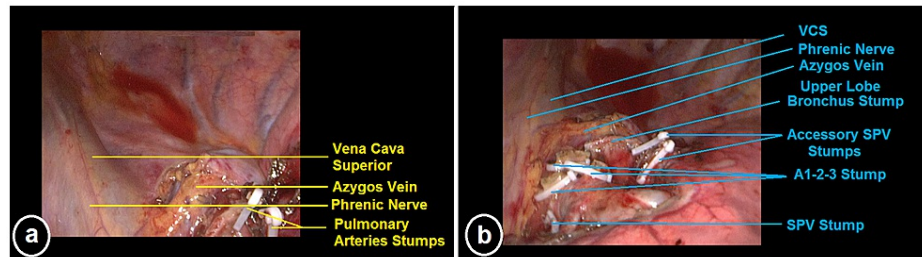 Vena Cava
Superior
Azygos Vein
Phrenic Nerve
Pulmonary
Arteries Stumps
a
VCS
Phrenic Nerve
Azygos Vein
Upper Lobe
Bronchus Stump
Accessory SPV
Stumps
A1-2-3 Stump
SPV Stump
b